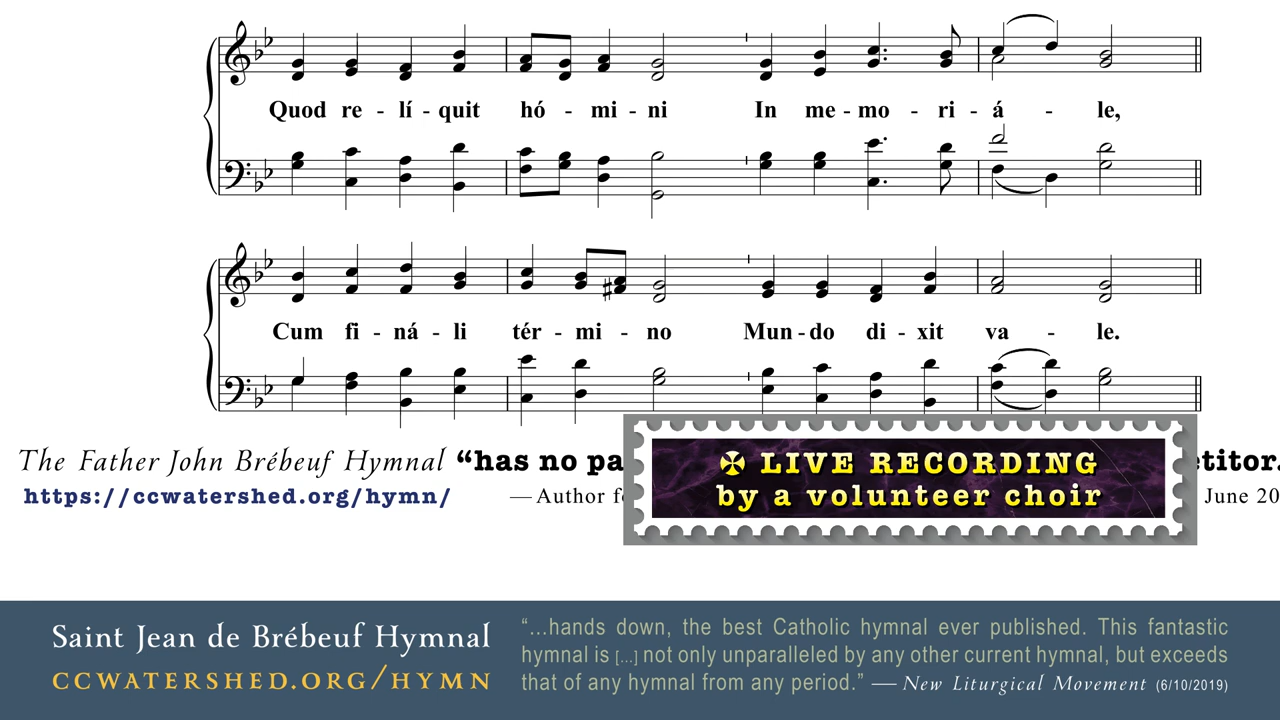 Quod re - lí - quit hó - mi - ni In me - mo - ri - á - le,
Cum fi - ná - li tér - mi - no Mun - do di - xit va - le.
The Father John Brébeuf Hymnal “has no
https://ccwatershed.org/hymn/ — Author June
✠ LIVE RECORDING
by a volunteer choir
Saint Jean de Brébeuf Hymnal
CCWATERSHED.ORG/HYMN
“…hands down, the best Catholic hymnal ever published. This fantastic
hymnal is [...] not only unparalleled by any other current hymnal, but exceeds
that of any hymnal from any period.” — New Liturgical Movement (6/10/2019)